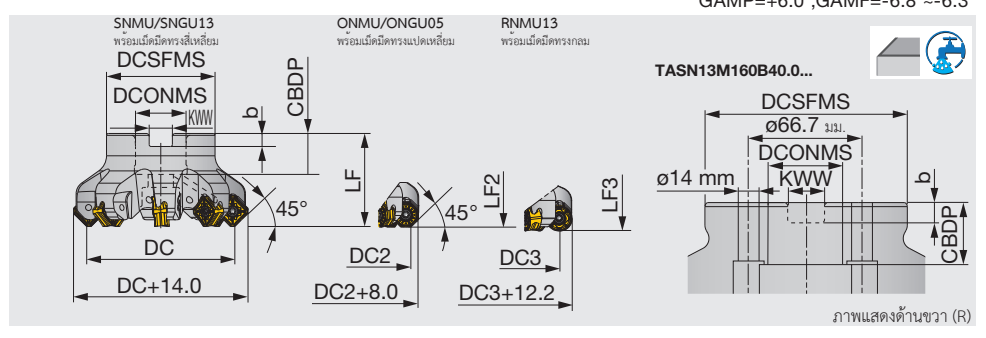 GAMP=+6.0°,GAMF=-6.8°~-6.3°
SNMU/SNGU13
พร้อมเม็ดมีดทรงสี่เหลี่ยม
ONMU/ONGU05
พร้อมเม็ดมีดทรงแปดเหลี่ยม
RNMU13
พร้อมเม็ดมีดทรงกลม
DCSFMS
DCONMS
KWW
b
CBDP
LF
45°
DC
DC+14.0
45°
LF2
DC2
DC2+8.0
LF3
DC3
DC3+12.2
TASN13M160B40.0...
DCSFMS
ø66.7 มม.
DCONMS
ø14 mm
KWW
b
CBDP
ภาพแสดงด้านขวา (R)